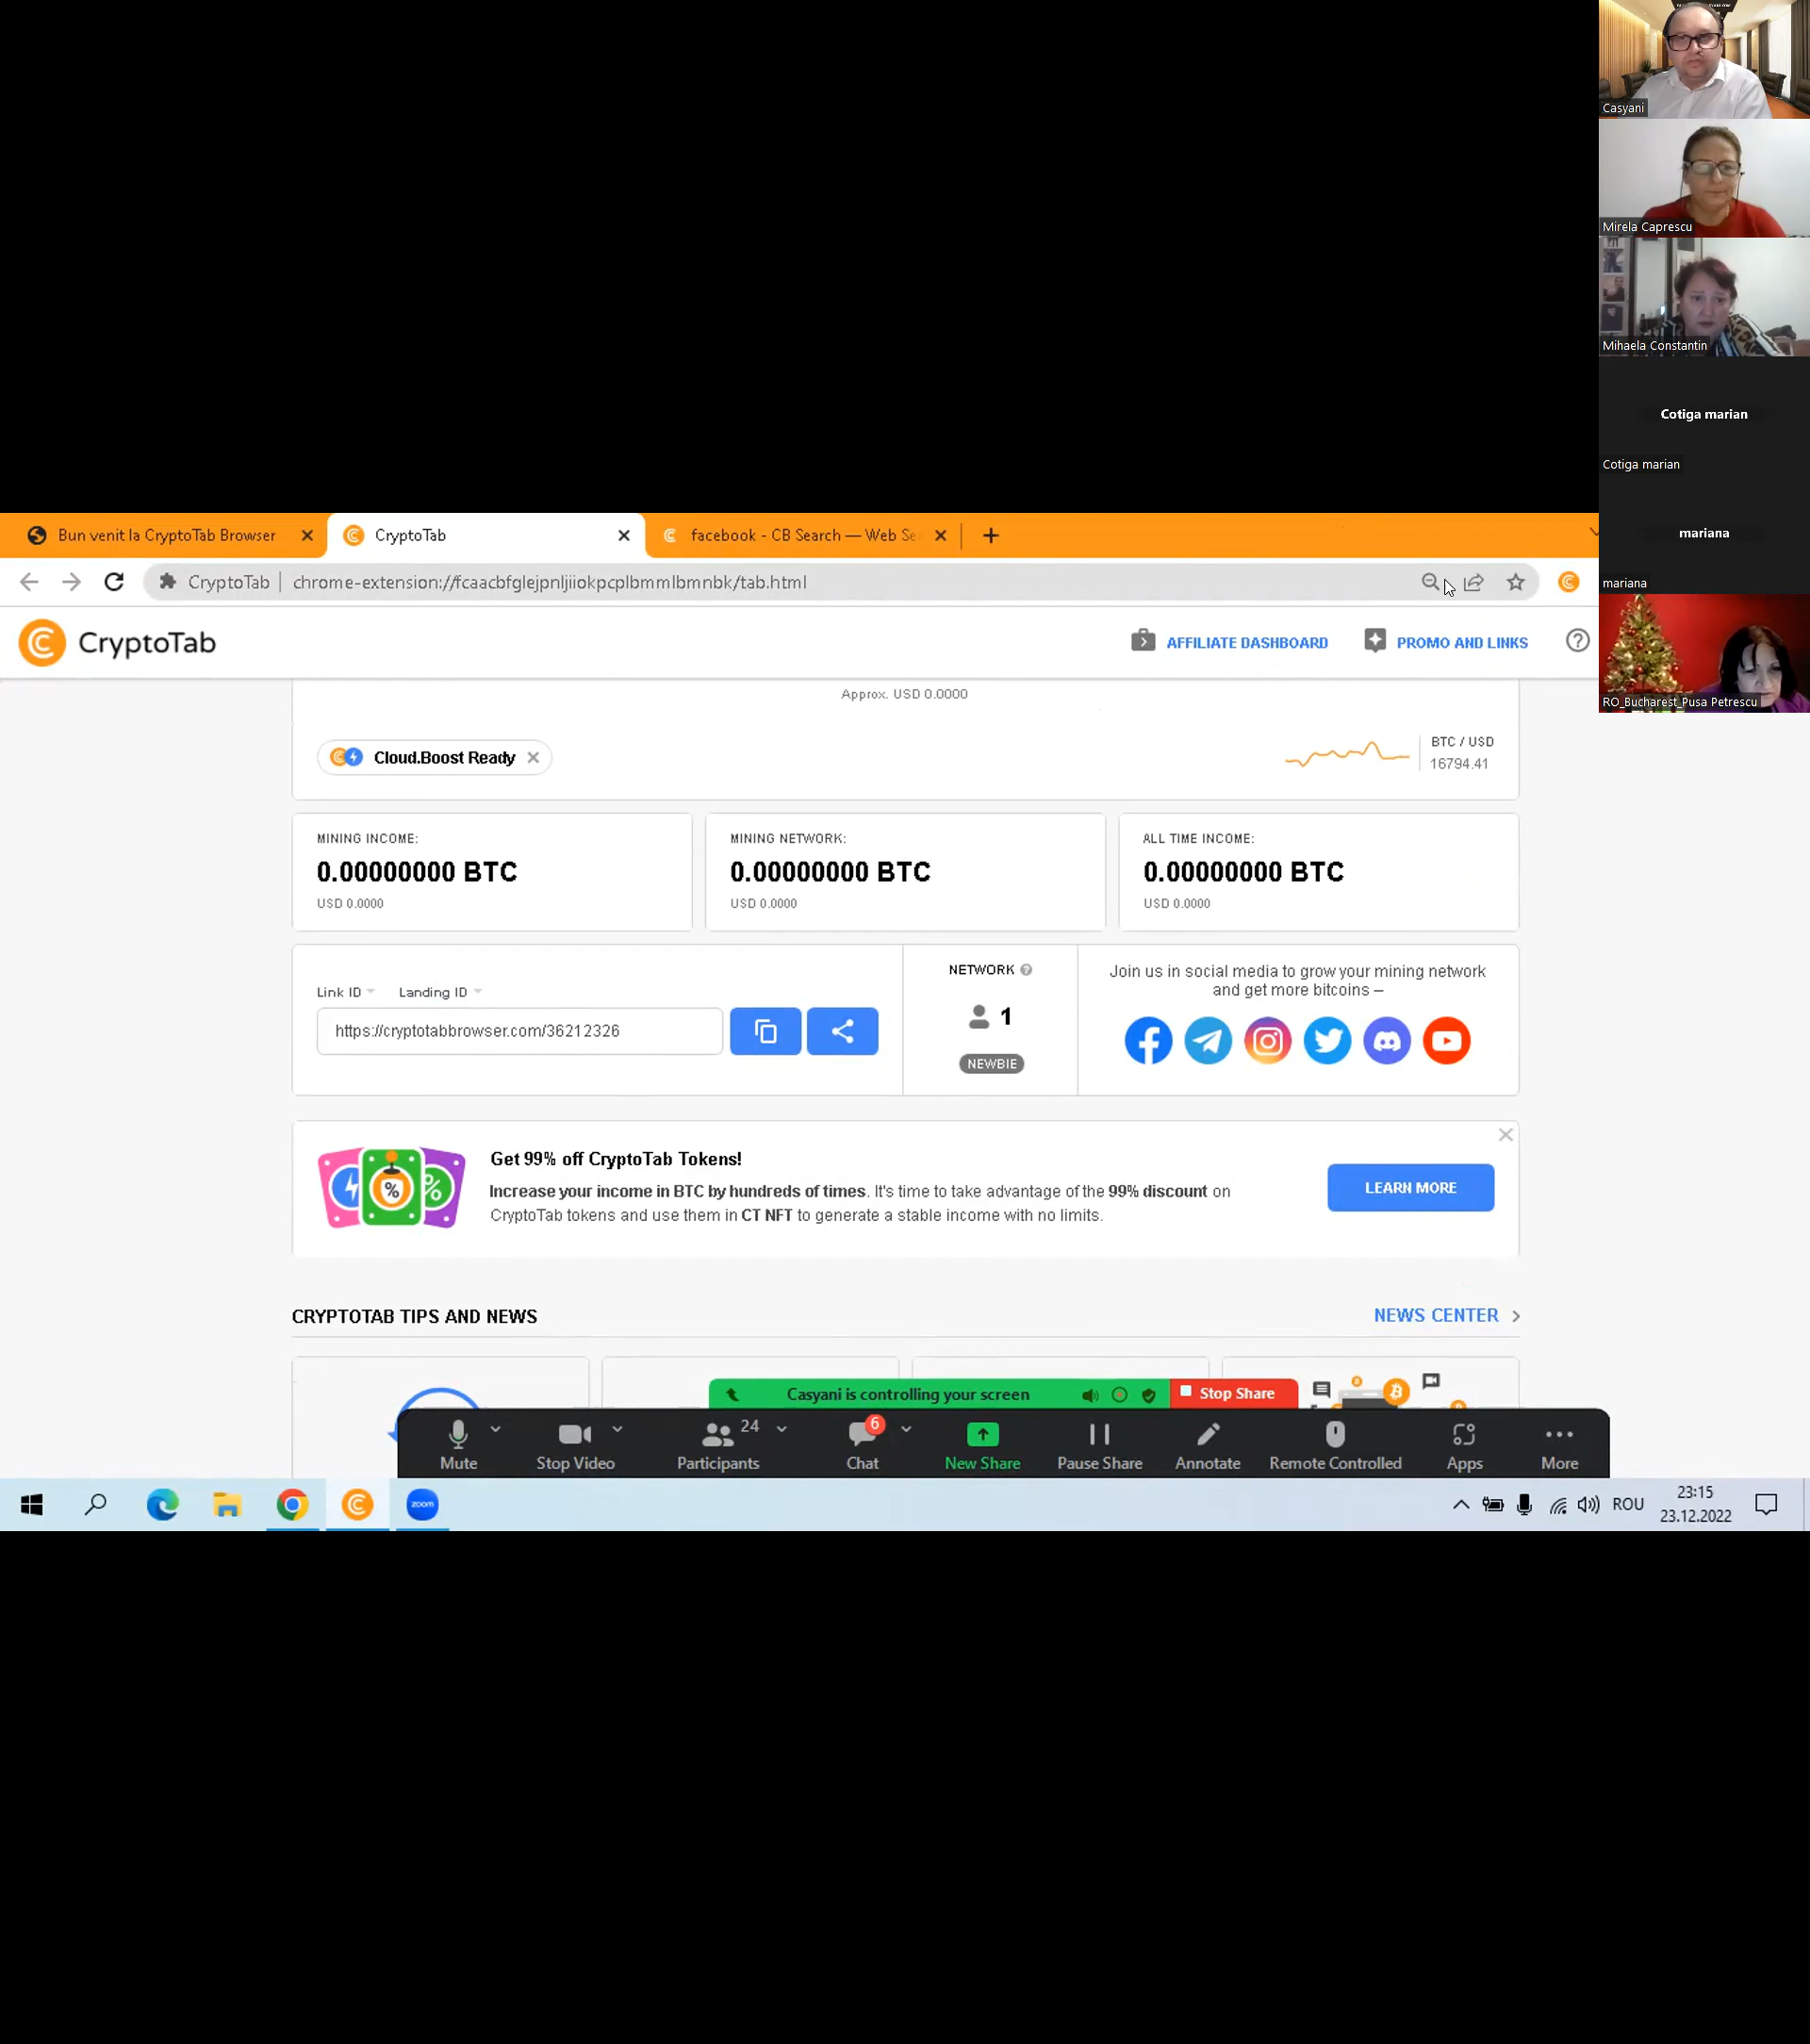 Casyani
Mirela Caprescu
Mihaela Constantin
Cotiga marian
Cotiga marian
mariana
mariana
RO_Bucharest_Pusa Petrescu
Bun venit la CryptoTab Browser
CryptoTab
facebook - CB Search — Web Se
CryptoTab | chrome-extension://fcaacbfglejpnljiiokpcplbmmlbmnbk/tab.html
CryptoTab
AFFILIATE DASHBOARD
PROMO AND LINKS
Approx. USD 0.0000
Cloud.Boost Ready
BTC / USD
16794.41
MINING INCOME:
0.00000000 BTC
USD 0.0000
MINING NETWORK:
0.00000000 BTC
USD 0.0000
ALL TIME INCOME:
0.00000000 BTC
USD 0.0000
Link ID Landing ID
https://cryptotabbrowser.com/36212326
NETWORK
1
NEWBIE
Join us in social media to grow your mining network
and get more bitcoins —
Get 99% off CryptoTab Tokens!
Increase your income in BTC by hundreds of times. It's time to take advantage of the 99% discount on
CryptoTab tokens and use them in CT NFT to generate a stable income with no limits.
LEARN MORE
CRYPTOTAB TIPS AND NEWS
NEWS CENTER
Casyani is controlling your screen
Stop Share
Mute
Stop Video
24
Participants
6
Chat
New Share
Pause Share
Annotate
Remote Controlled
Apps
More
zoom
ROU
23:15
23.12.2022